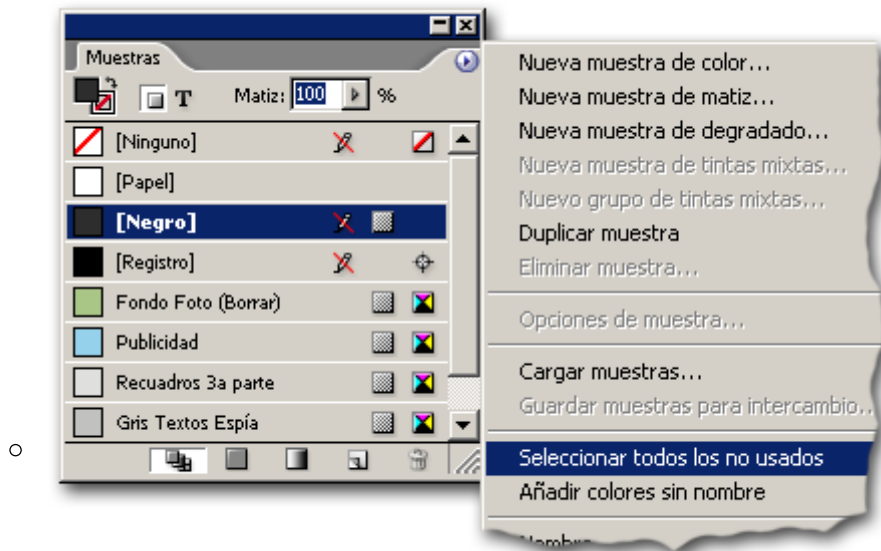 Muestras
T Matiz: 100 %
[Ninguno]
[Papel]
[Negro]
[Registro]
Fondo Foto (Borrar)
Publicidad
Recuadros 3a parte
Gris Textos Espía
Nueva muestra de color...
Nueva muestra de matiz...
Nueva muestra de degradado...
Nueva muestra de tintas mixtas...
Nuevo grupo de tintas mixtas...
Duplicar muestra
Eliminar muestra...
Opciones de muestra...
Cargar muestras...
Guardar muestras para intercambio..
Seleccionar todos los no usados
Añadir colores sin nombre